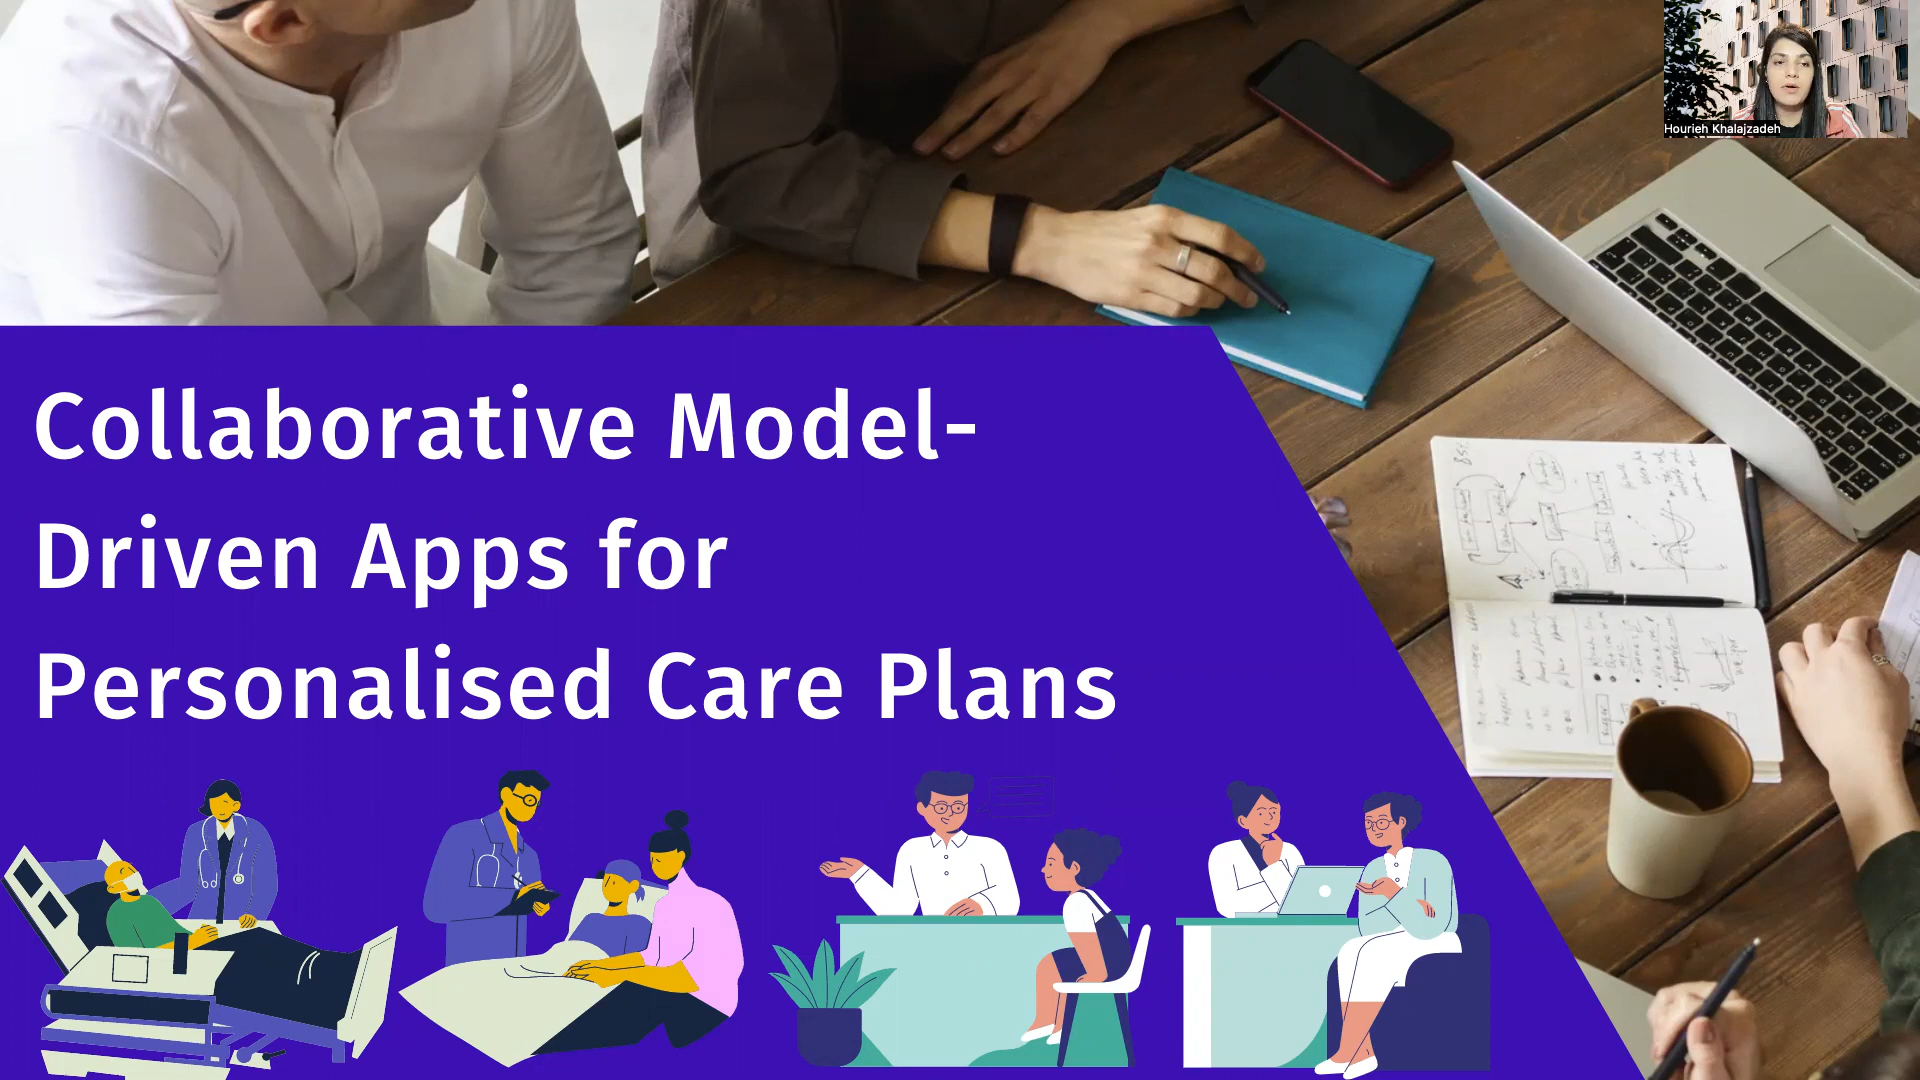 Hourieh Khalajzadeh
Collaborative Model-
Driven Apps for
Personalised Care Plans